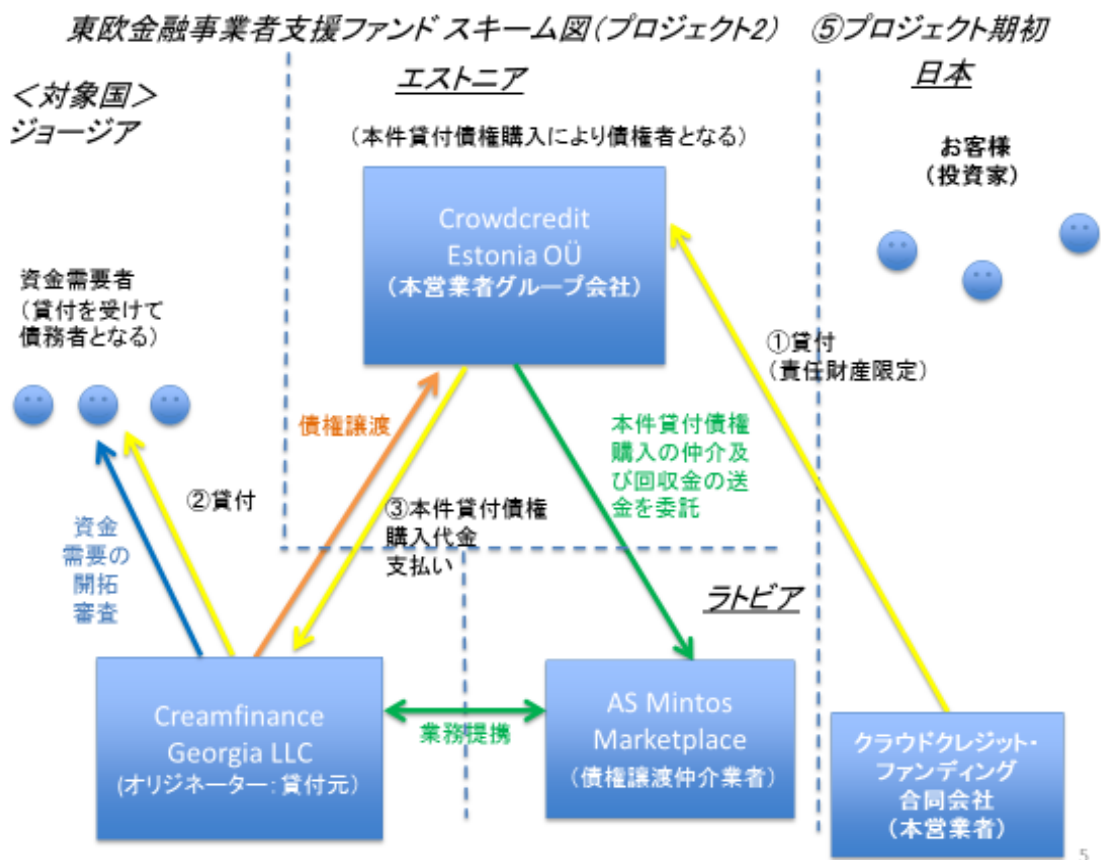 東欧金融事業者支援ファンド スキーム図(プロジェクト2)　⑤プロジェクト期初
＜対象国＞
ジョージア
エストニア
日本
(本件貸付債権購入により債権者となる)
お客様
(投資家)
Crowdcredit
Estonia OÜ
(本営業者グループ会社)
資金需要者
(貸付を受けて
債務者となる)
①貸付
(責任財産限定)
債権譲渡
本件貸付債権
購入の仲介及
び回収金の送
金を委託
②貸付
③本件貸付債権
購入代金
支払い
資金
需要の
開拓
審査
ラトビア
Creamfinance
Georgia LLC
(オリジネーター：貸付元)
業務提携
AS Mintos
Marketplace
(債権譲渡仲介業者)
クラウドクレジット・
ファンディング
合同会社
(本営業者)
5